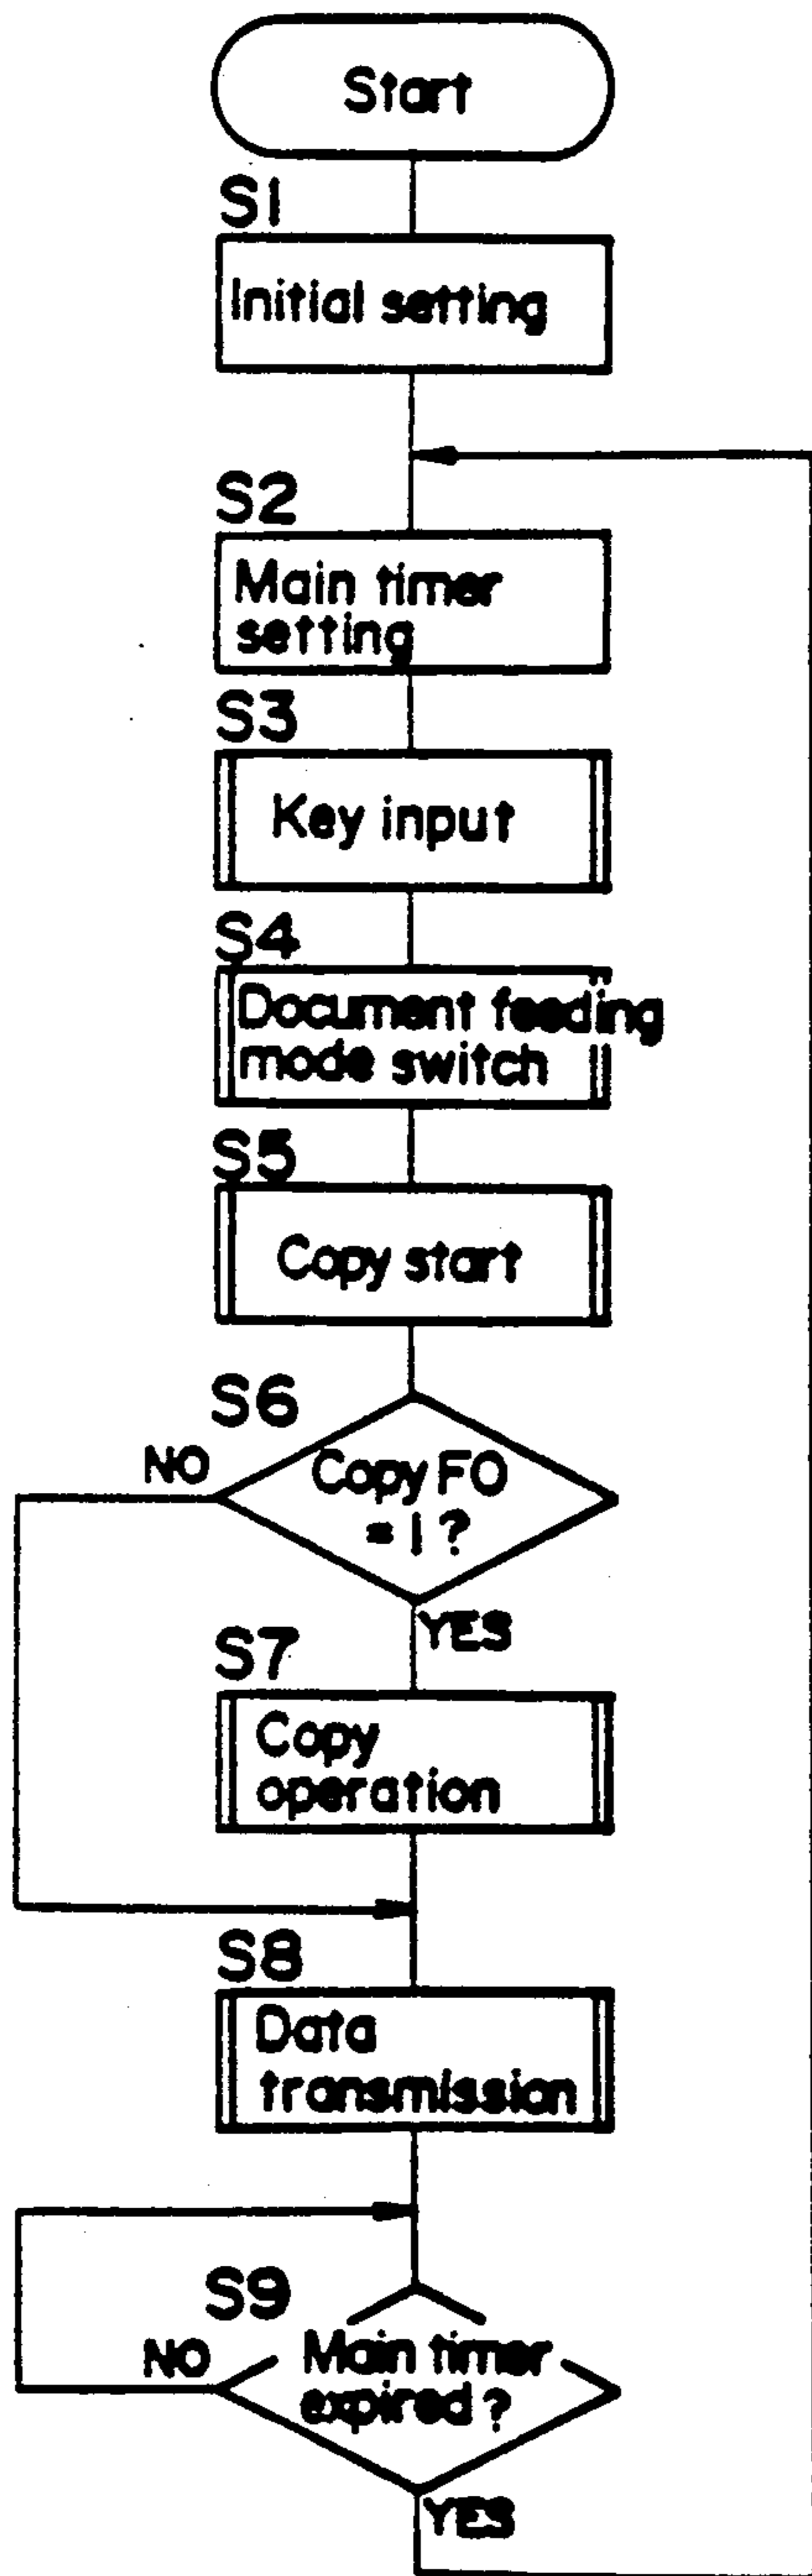 Start
S1
Initial setting
S2
Main timer
setting
S3
Key input
S4
Document feeding
mode switch
S5
Copy start
S6
NO
Copy FO
= 1 ?
YES
S7
Copy
operation
S8
Data
transmission
S9
NO
Main timer
expired ?
YES